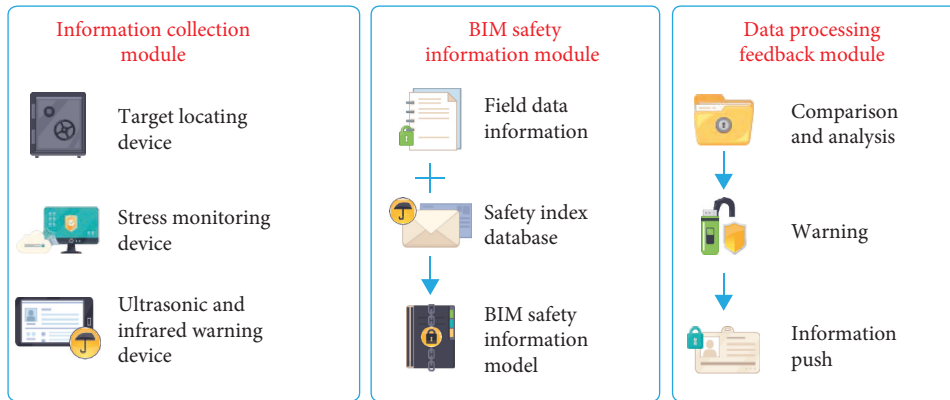 Information collection
module
Target locating
device
Stress monitoring
device
Ultrasonic and
infrared warning
device
BIM safety
information module
Field data
information
Safety index
database
BIM safety
information
model
Data processing
feedback module
Comparison
and analysis
Warning
Information
push